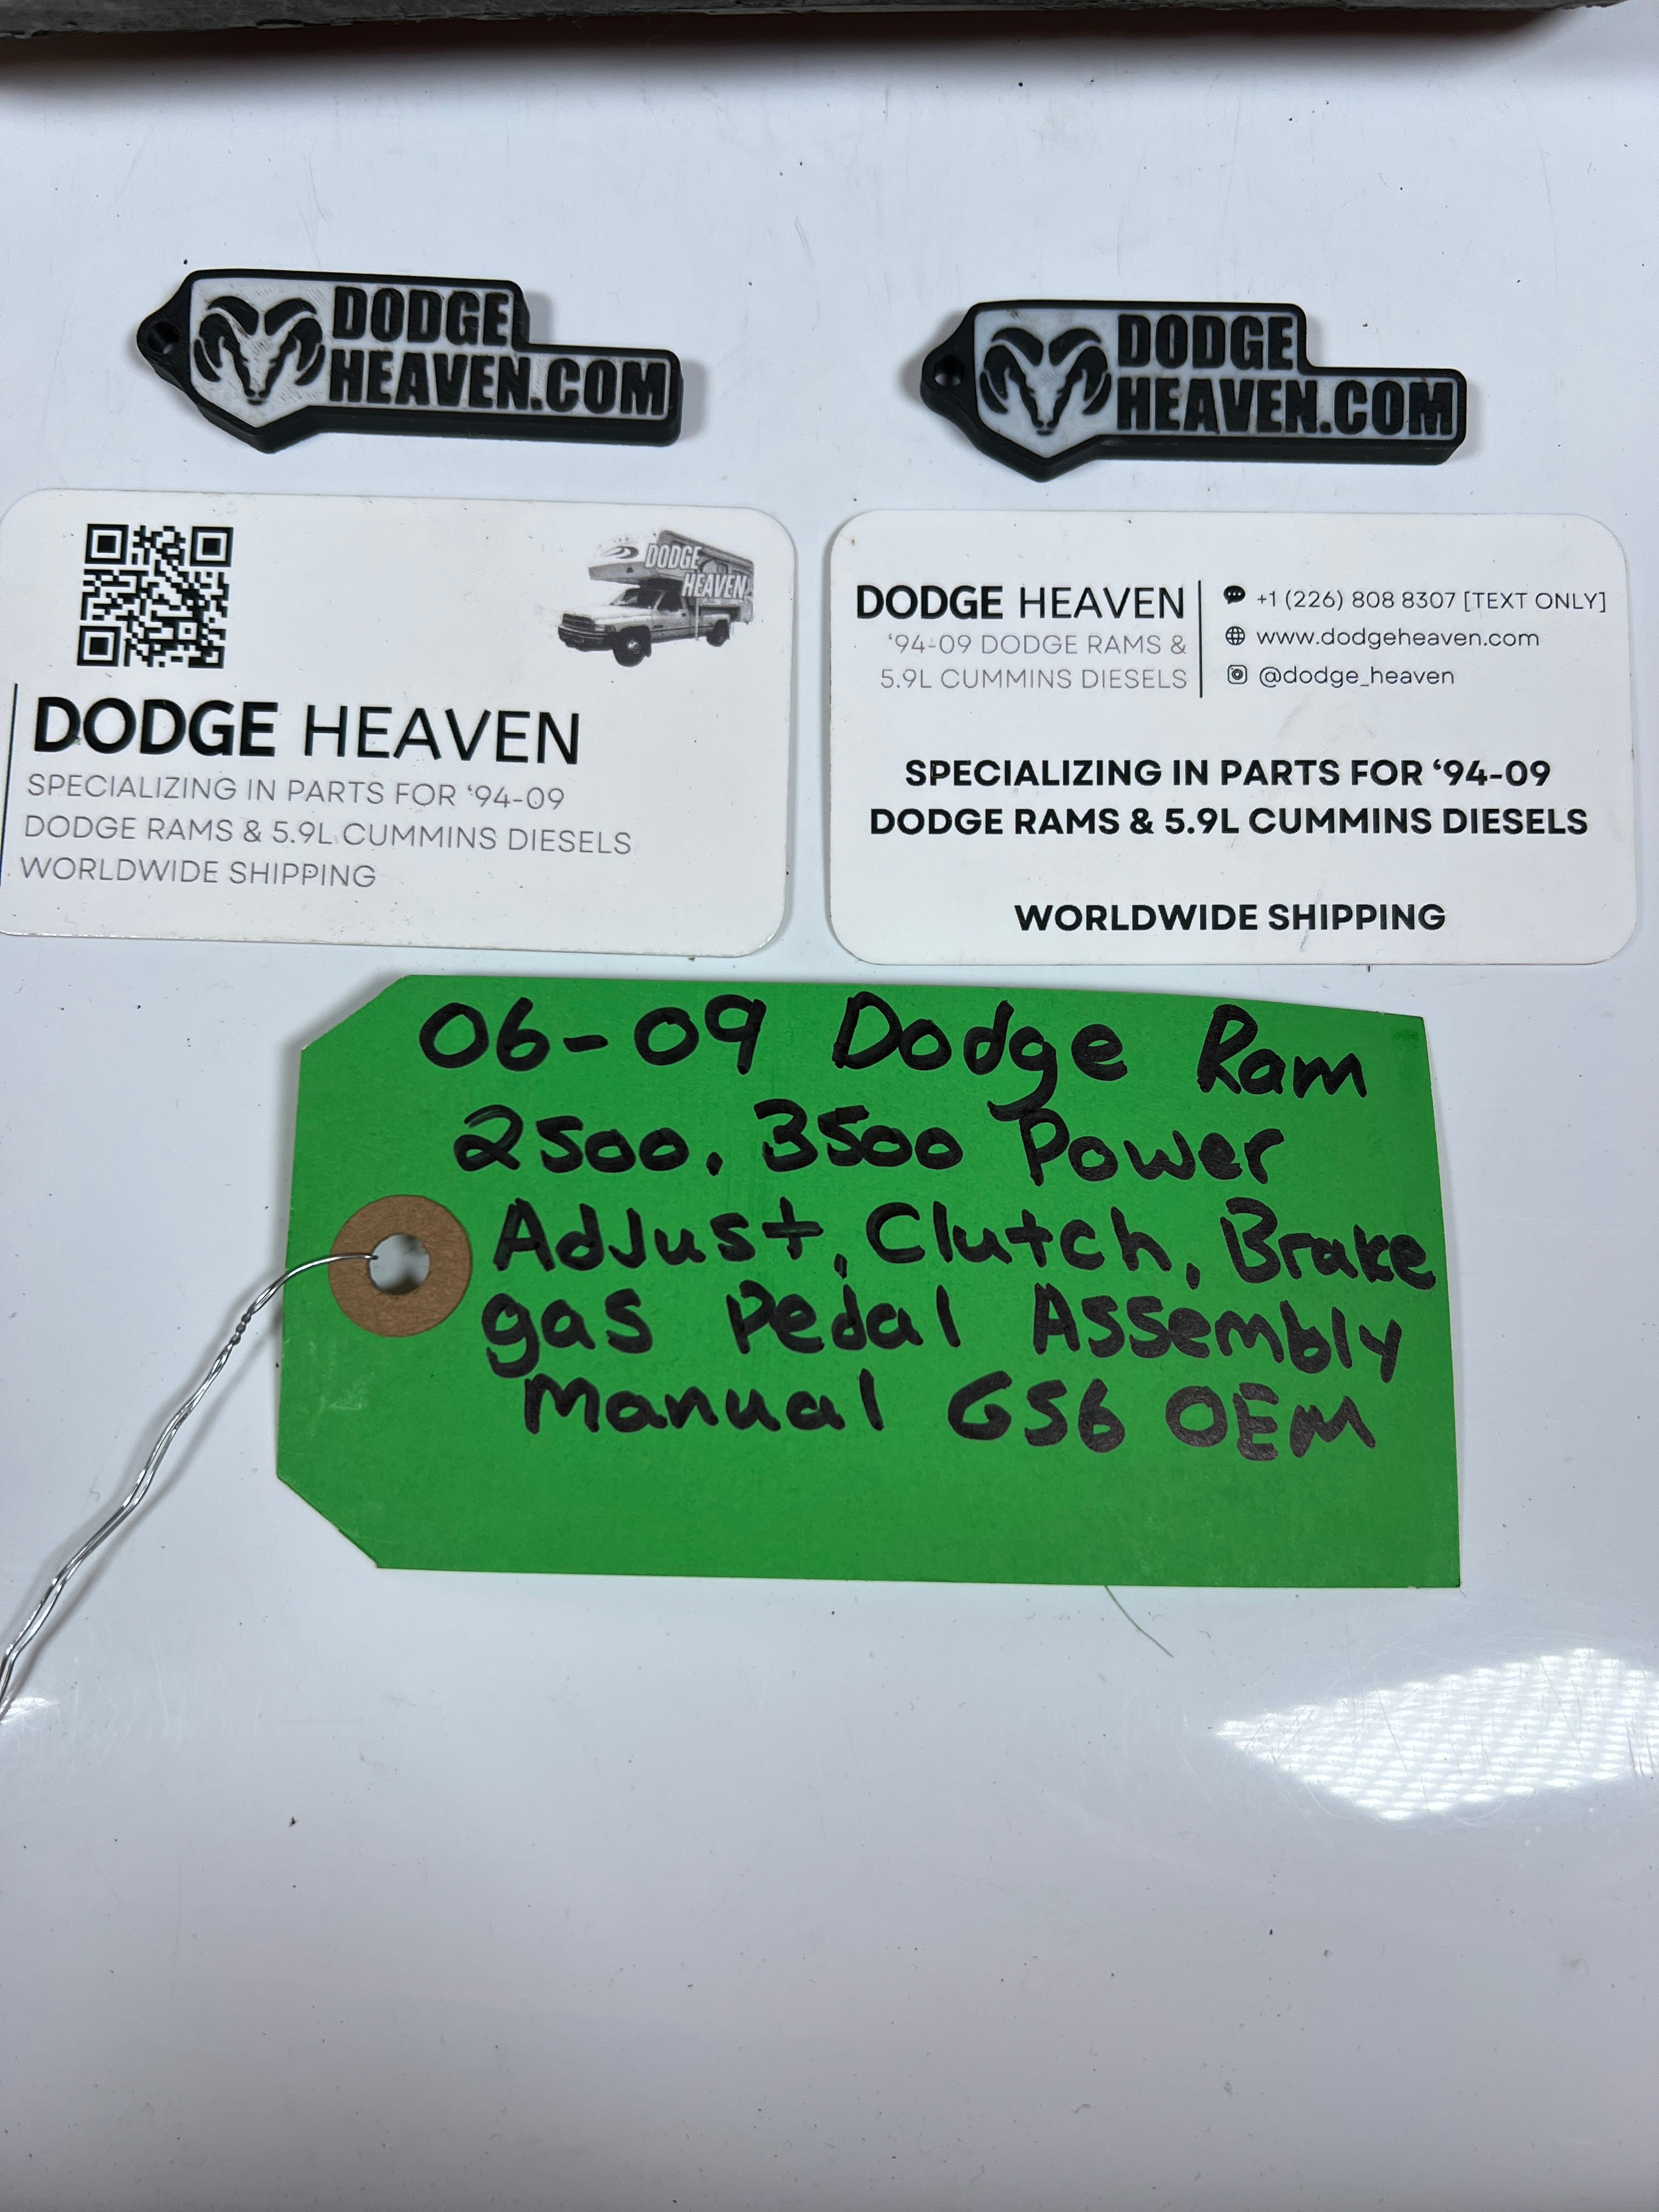 DODGE
HEAVEN.COM
DODGE
HEAVEN.COM
DODGE
HEAVEN
DODGE HEAVEN
SPECIALIZING IN PARTS FOR ‘94-09
DODGE RAMS & 5.9L CUMMINS DIESELS
WORLDWIDE SHIPPING
DODGE HEAVEN
‘94-09 DODGE RAMS &
5.9L CUMMINS DIESELS
+1 (226) 808 8307 [TEXT ONLY]
www.dodgeheaven.com
@dodge_heaven
SPECIALIZING IN PARTS FOR ‘94-09
DODGE RAMS & 5.9L CUMMINS DIESELS
WORLDWIDE SHIPPING
06-09 Dodge Ram
2500, 3500 Power
Adjust, Clutch, Brake
gas Pedal Assembly
Manual G56 OEM